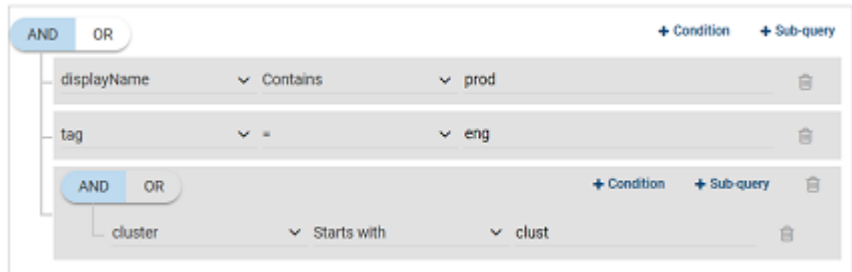 AND OR + Condition + Sub-query
displayName Contains prod
tag = eng
AND OR + Condition + Sub-query
cluster Starts with clust